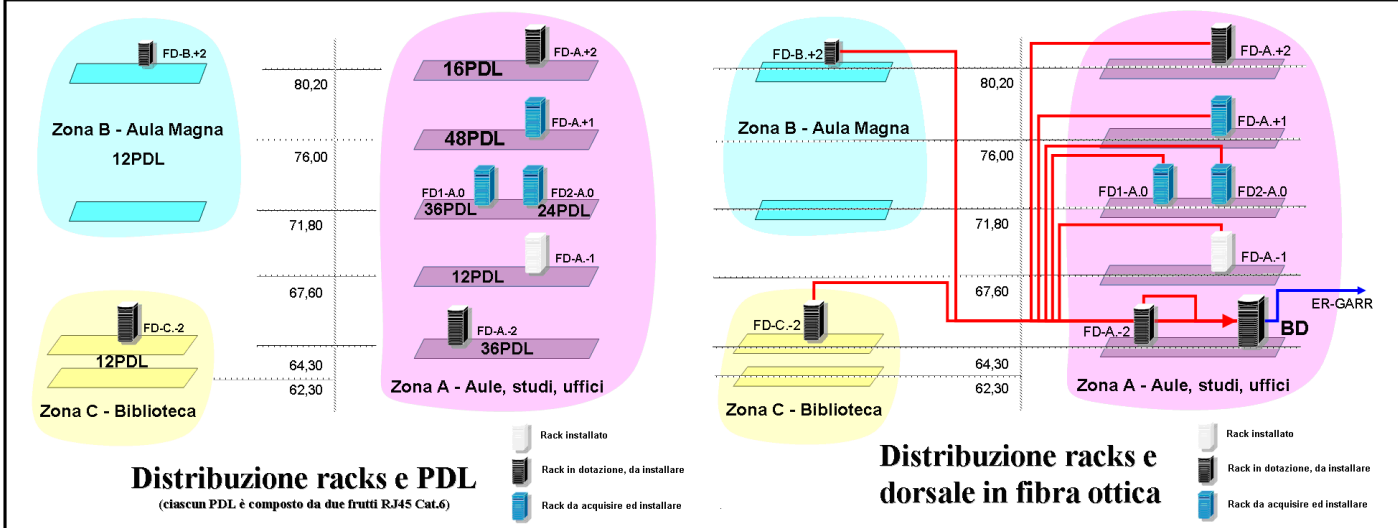 FD-B.+2
Zona B - Aula Magna
12PDL
80,20
76,00
71,80
67,60
64,30
62,30
FD-A.+2
16PDL
FD-A.+1
48PDL
FD1-A.0
FD2-A.0
36PDL
24PDL
FD-A.-1
12PDL
FD-A.-2
36PDL
Zona A - Aule, studi, uffici
FD-C.-2
12PDL
Zona C - Biblioteca
Rack installato
Rack in dotazione, da installare
Rack da acquisire ed installare
Distribuzione racks e PDL
(ciascun PDL è composto da due frutti RJ45 Cat.6)
FD-B.+2
Zona B - Aula Magna
80,20
76,00
71,80
67,60
64,30
62,30
FD-A.+2
FD-A.+1
FD1-A.0
FD2-A.0
FD-A.-1
ER-GARR
FD-A.-2
BD
Zona A - Aule, studi, uffici
FD-C.-2
Zona C - Biblioteca
Rack installato
Rack in dotazione, da installare
Rack da acquisire ed installare
Distribuzione racks e
dorsale in fibra ottica